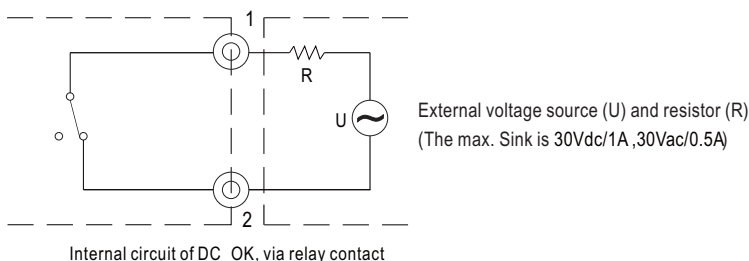 1
R
U
External voltage source (U) and resistor (R)
(The max. Sink is 30Vdc/1A ,30Vac/0.5A)
2
Internal circuit of DC OK, via relay contact